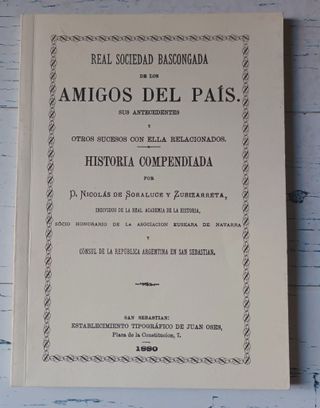 REAL SOCIEDAD BASCONGADA
DE LOS
AMIGOS DEL PAÍS.
SUS ANTECEDENTES
Y
OTROS SUCESOS CON ELLA RELACIONADOS.
HISTORIA COMPENDIADA
POR
D. NICOLÁS DE SORALUCE Y ZUBIZARRETA,
INDIVIDUO DE LA REAL ACADEMIA DE LA HISTORIA,
SÓCIO HONORARIO DE LA ASOCIACION EUSKARA DE NAVARRA
Y
CÓNSUL DE LA REPÚBLICA ARGENTINA EN SAN SEBASTIAN.
SAN SEBASTIAN:
ESTABLECIMIENTO TIPOGRÁFICO DE JUAN OSÉS,
Plaza de la Constitucion, 7.
1880